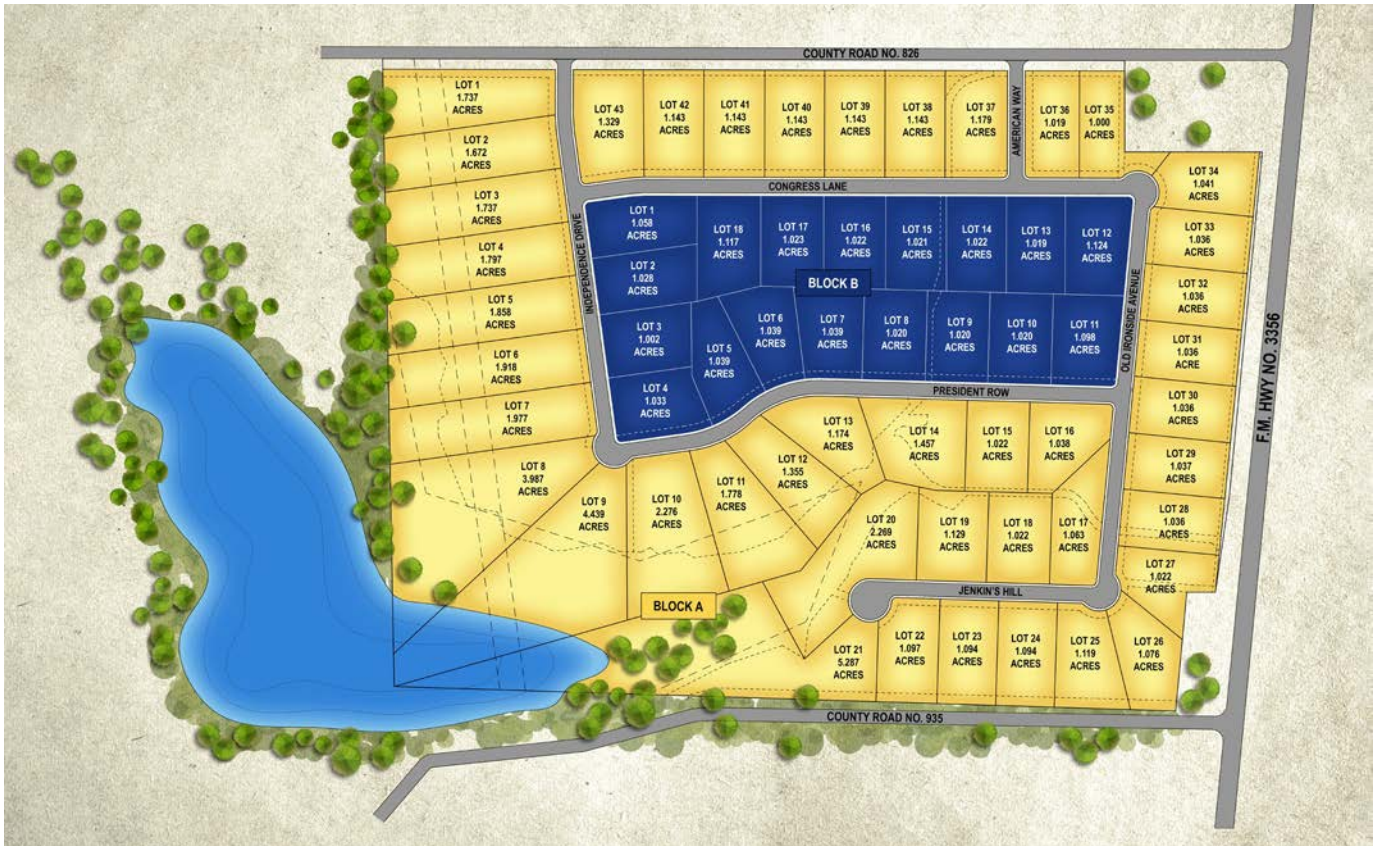 COUNTY ROAD NO. 826
LOT 1
1.737
ACRES
LOT 2
1.672
ACRES
LOT 3
1.737
ACRES
LOT 4
1.797
ACRES
LOT 5
1.858
ACRES
LOT 6
1.918
ACRES
LOT 7
1.977
ACRES
LOT 8
3.987
ACRES
LOT 9
4.439
ACRES
LOT 10
2.276
ACRES
LOT 11
1.778
ACRES
LOT 12
1.355
ACRES
LOT 13
1.174
ACRES
LOT 14
1.457
ACRES
LOT 15
1.022
ACRES
LOT 16
1.038
ACRES
LOT 43
1.329
ACRES
LOT 42
1.143
ACRES
LOT 41
1.143
ACRES
LOT 40
1.143
ACRES
LOT 39
1.143
ACRES
LOT 38
1.143
ACRES
LOT 37
1.179
ACRES
AMERICAN WAY
LOT 36
1.019
ACRES
LOT 35
1.000
ACRES
LOT 34
1.041
ACRES
LOT 33
1.036
ACRES
LOT 32
1.036
ACRES
LOT 31
1.036
ACRE
LOT 30
1.036
ACRES
LOT 29
1.037
ACRES
LOT 28
1.036
ACRES
LOT 27
1.022
ACRES
CONGRESS LANE
INDEPENDENCE DRIVE
LOT 1
1.058
ACRES
LOT 2
1.028
ACRES
LOT 3
1.002
ACRES
LOT 4
1.033
ACRES
LOT 18
1.117
ACRES
LOT 17
1.023
ACRES
LOT 16
1.022
ACRES
LOT 15
1.021
ACRES
LOT 14
1.022
ACRES
LOT 13
1.019
ACRES
LOT 12
1.124
ACRES
BLOCK B
LOT 5
1.039
ACRES
LOT 6
1.039
ACRES
LOT 7
1.039
ACRES
LOT 8
1.020
ACRES
LOT 9
1.020
ACRES
LOT 10
1.020
ACRES
LOT 11
1.098
ACRES
OLD IRONSIDE AVENUE
PRESIDENT ROW
F.M. HWY NO. 3356
LOT 20
2.269
ACRES
LOT 19
1.129
ACRES
LOT 18
1.022
ACRES
LOT 17
1.063
ACRES
JENKIN'S HILL
BLOCK A
LOT 21
5.287
ACRES
LOT 22
1.097
ACRES
LOT 23
1.094
ACRES
LOT 24
1.094
ACRES
LOT 25
1.119
ACRES
LOT 26
1.076
ACRES
COUNTY ROAD NO. 935